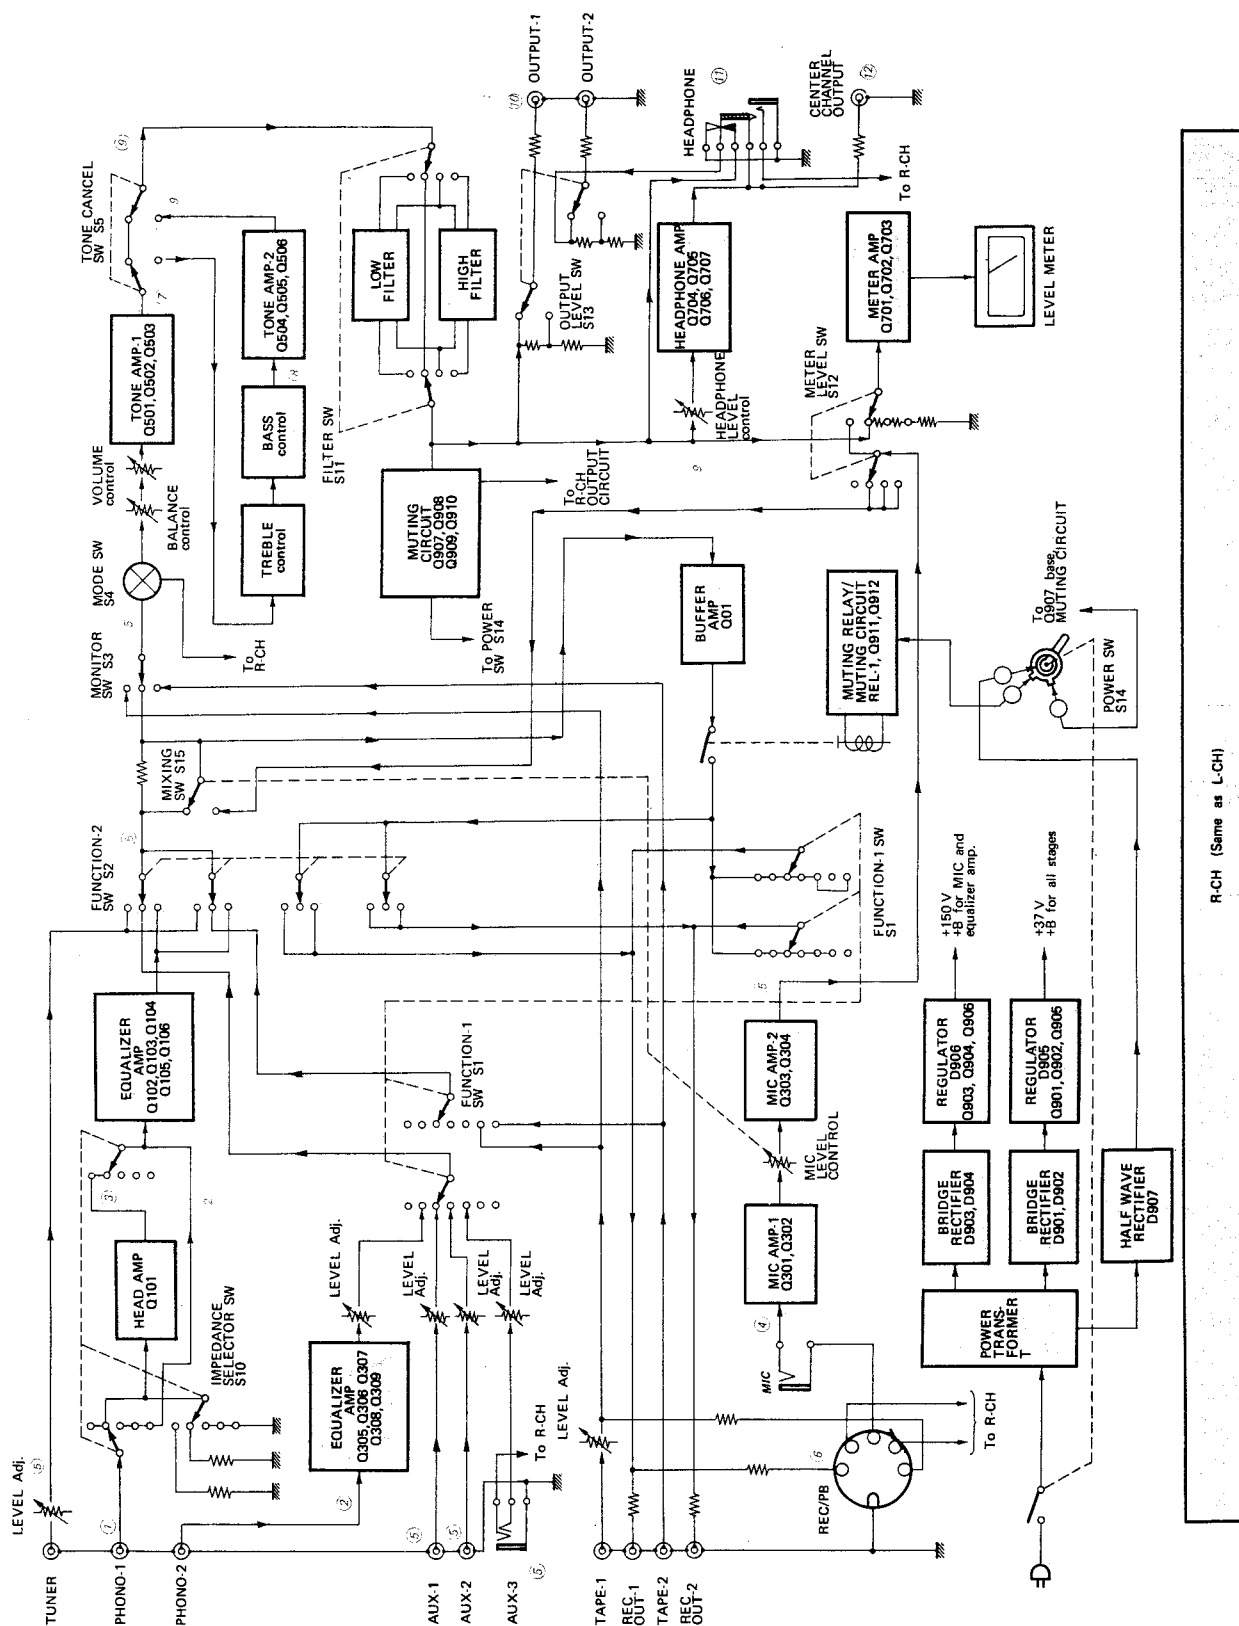 TUNER
LEVEL Adj.
PHONO-1
PHONO-2
AUX-1
AUX-2
AUX-3
TAPE-1
REC
OUT-1
TAPE-2
REC
OUT-2
IMPEDANCE
SELECTOR SW
S10
HEAD AMP
Q101
EQUALIZER
AMP
Q102, Q103, Q104
Q105, Q106
EQUALIZER
AMP
Q305, Q306 Q307
Q308, Q309
LEVEL Adj.
LEVEL
Adj.
LEVEL
Adj.
LEVEL
Adj.
To R-CH
LEVEL Adj.
FUNCTION-1
SW S1
FUNCTION-2
SW S2
MIXING
SW S15
MONITOR
SW S3
MODE SW
S4
To
R-CH
BALANCE
control
VOLUME
control
TONE AMP-1
Q501, Q502, Q503
TONE CANCEL
SW S5
TREBLE
control
BASS
control
TONE AMP-2
Q504, Q505, Q506
FILTER SW
S11
LOW
FILTER
HIGH
FILTER
MUTING
CIRCUIT
Q907, Q908
Q909, Q910
To POWER
SW S14
To
R-CH
OUTPUT
CIRCUIT
OUTPUT
LEVEL SW
S13
OUTPUT-1
OUTPUT-2
HEADPHONE
HEADPHONE
LEVEL
control
HEADPHONE AMP
Q704, Q705
Q706, Q707
CENTER
CHANNEL
OUTPUT
To R-CH
BUFFER
AMP
Q01
METER
LEVEL SW
S12
METER AMP
Q701, Q702, Q703
LEVEL METER
MUTING RELAY/
MUTING CIRCUIT
REL-1, Q911, Q912
FUNCTION-1 SW
S1
To
Q907 base,
MUTING CIRCUIT
POWER SW
S14
MIC
MIC AMP-1
Q301, Q302
MIC
LEVEL
CONTROL
MIC AMP-2
Q303, Q304
REC/PB
To R-CH
POWER
TRANS-
FORMER
T
BRIDGE
RECTIFIER
D903, D904
REGULATOR
D906
Q903, Q904, Q906
+150 V
+B for MIC and
equalizer amp.
BRIDGE
RECTIFIER
D901, D902
REGULATOR
D905
Q901, Q902, Q905
+37 V
+B for all stages
HALF WAVE
RECTIFIER
D907
R-CH (Same as L-CH)